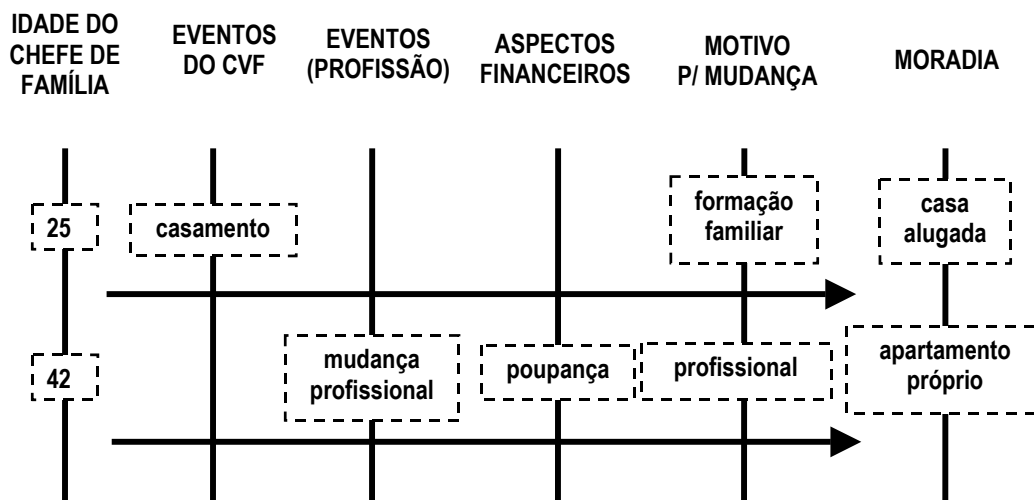 IDADE DO
CHEFE DE
FAMÍLIA
EVENTOS
DO CVF
EVENTOS
(PROFISSÃO)
ASPECTOS
FINANCEIROS
MOTIVO
P/ MUDANÇA
MORADIA
25
casamento
formação
familiar
casa
alugada
42
mudança
profissional
poupança
profissional
apartamento
próprio